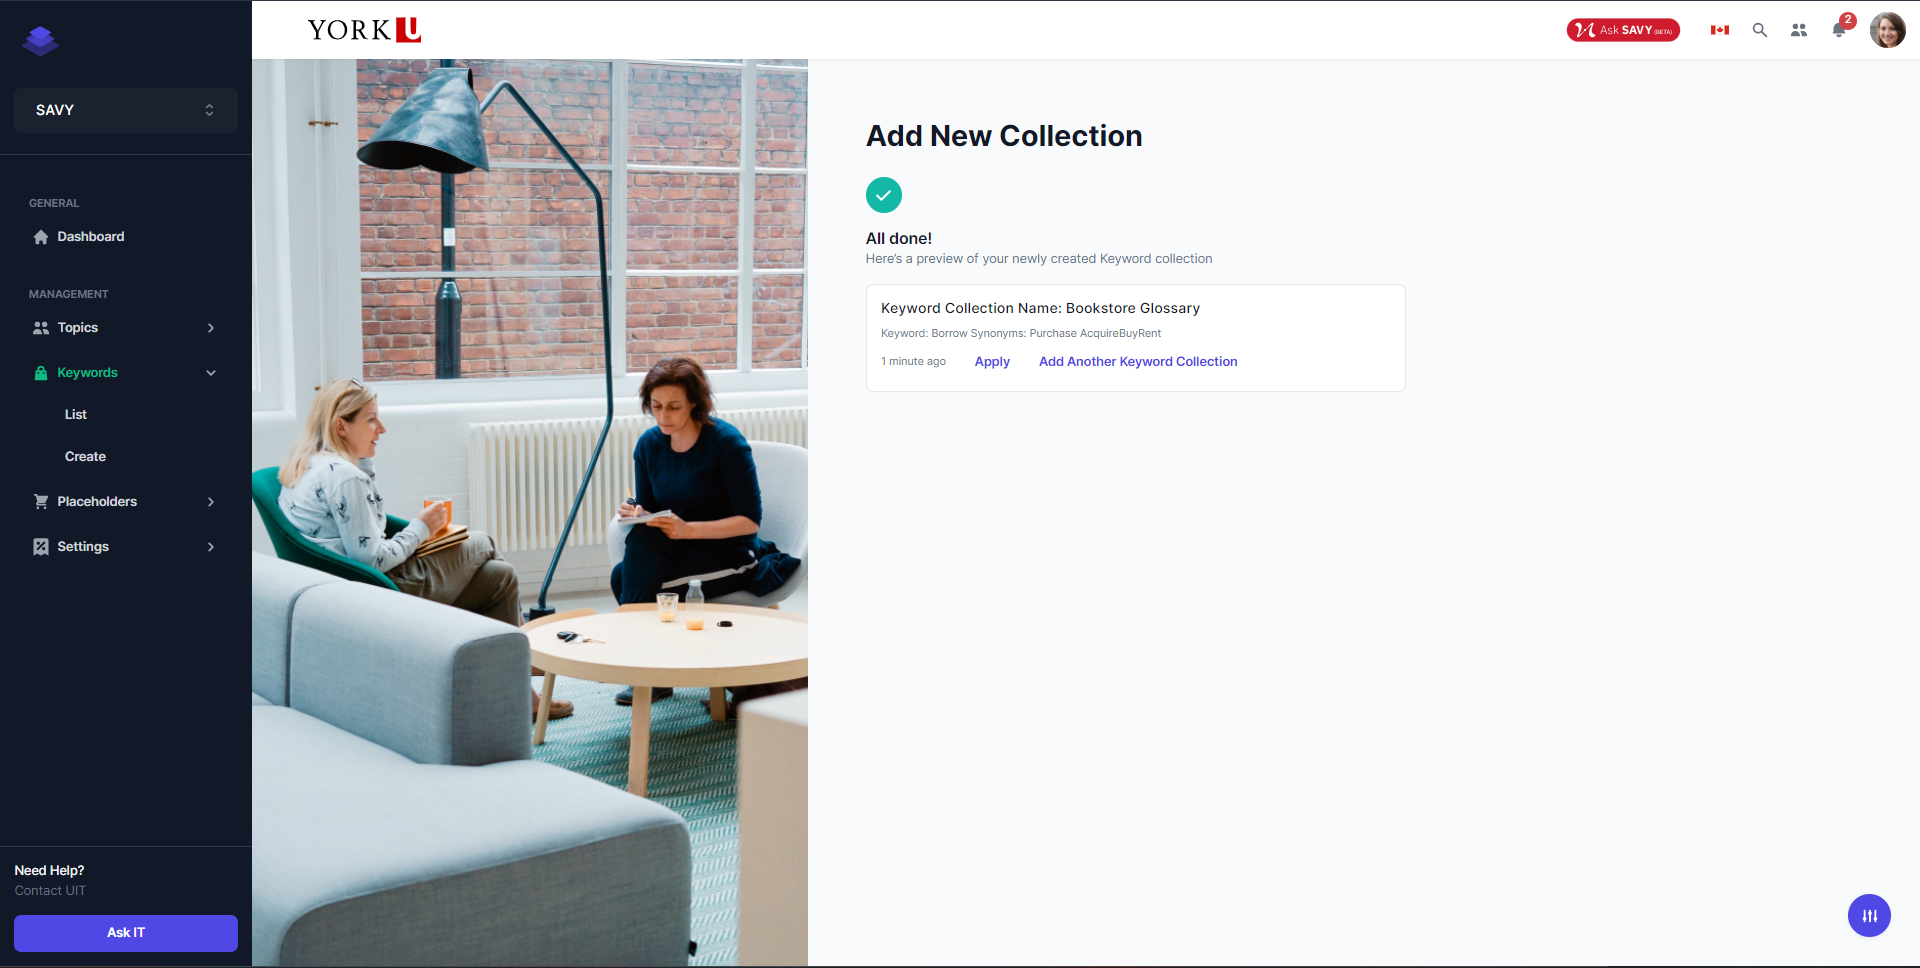 YORK U
Ask SAVY (BETA)
2
SAVY
GENERAL
Dashboard
MANAGEMENT
Topics
Keywords
List
Create
Placeholders
Settings
Need Help?
Contact UIT
Ask IT
Add New Collection
All done!
Here's a preview of your newly created Keyword collection
Keyword Collection Name: Bookstore Glossary
Keyword: Borrow Synonyms: Purchase AcquireBuyRent
1 minute ago Apply Add Another Keyword Collection